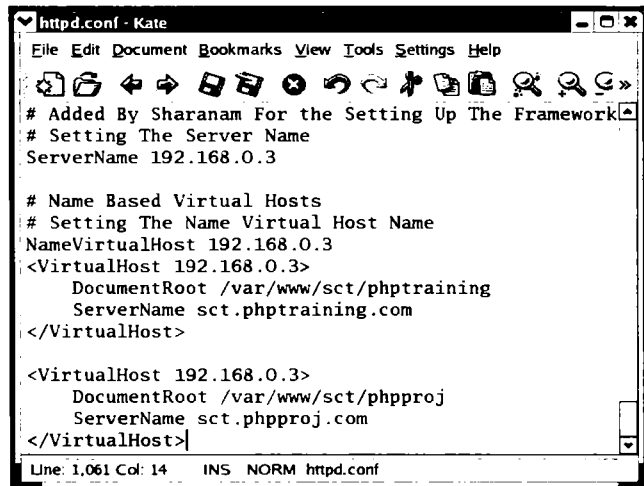 httpd.conf - Kate
File Edit Document Bookmarks View Tools Settings Help
# Added By Sharanam For the Setting Up The Framework
# Setting The Server Name
ServerName 192.168.0.3
# Name Based Virtual Hosts
# Setting The Name Virtual Host Name
NameVirtualHost 192.168.0.3
<VirtualHost 192.168.0.3>
DocumentRoot /var/www/sct/phptraining
ServerName sct.phptraining.com
</VirtualHost>
<VirtualHost 192.168.0.3>
DocumentRoot /var/www/sct/phpproj
ServerName sct.phpproj.com
</VirtualHost>
Line: 1,061 Col: 14 INS NORM httpd.conf